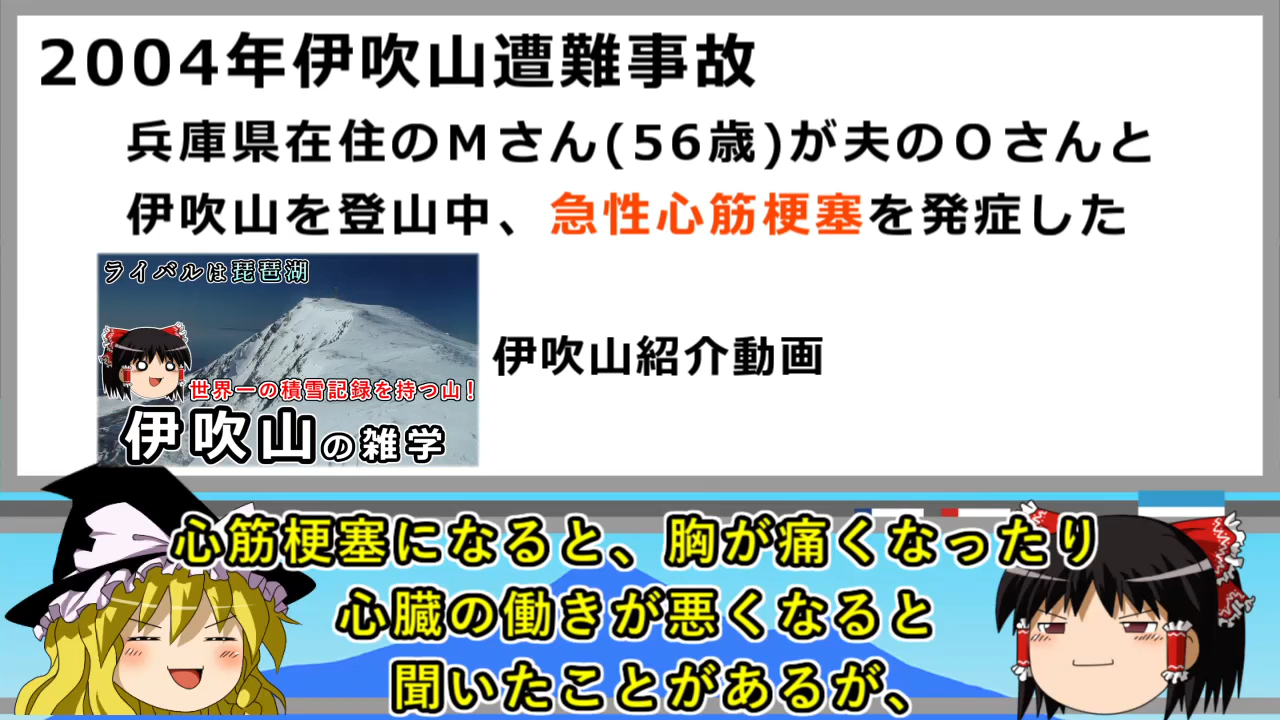 2004年伊吹山遭難事故
兵庫県在住のＭさん(56歳)が夫のＯさんと
伊吹山を登山中、急性心筋梗塞を発症した
ライバルは琵琶湖
世界一の積雪記録を持つ山！
伊吹山の雑学
伊吹山紹介動画
心筋梗塞になると、胸が痛くなったり
心臓の働きが悪くなると
聞いたことがあるが、